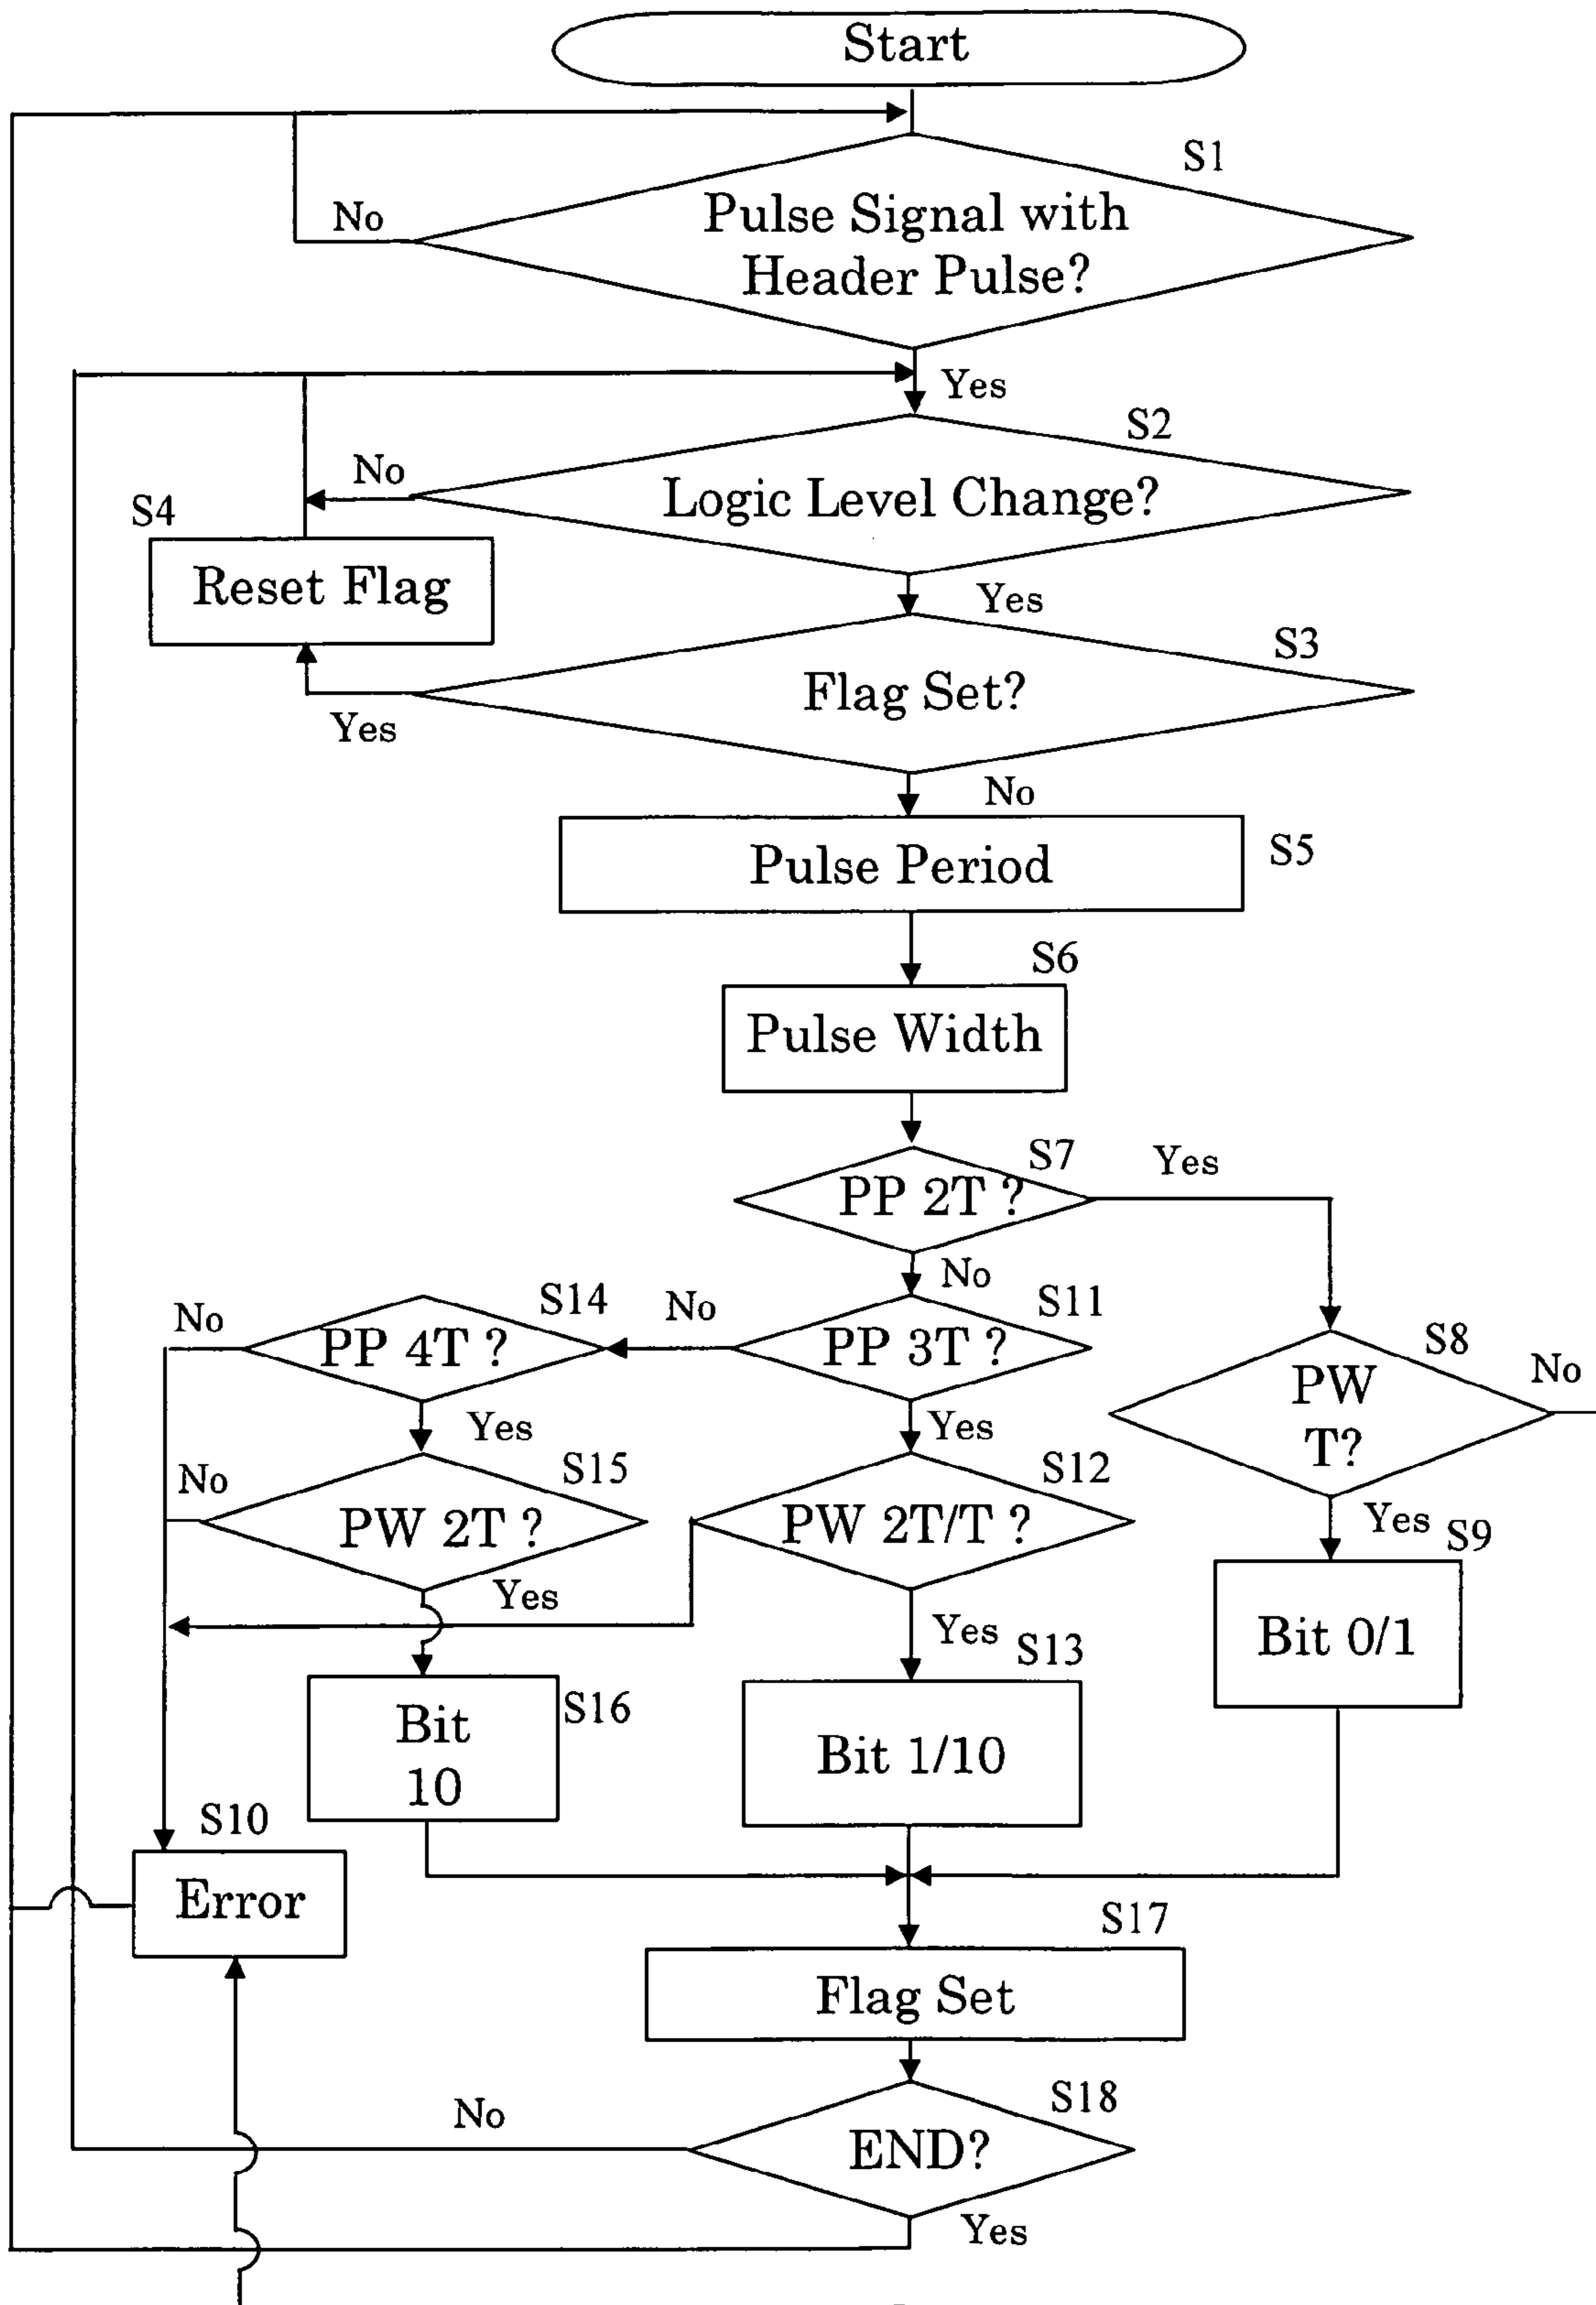 Start
S1
No
Pulse Signal with
Header Pulse?
Yes
S2
No
Logic Level Change?
S4
Reset Flag
Yes
S3
Flag Set?
Yes
No
Pulse Period
S5
S6
Pulse Width
S7
Yes
PP 2T ?
No
S14
No
S11
No
PP 4T ?
PP 3T ?
S8
No
PW
T?
Yes
Yes
S15
S12
No
PW 2T ?
PW 2T/T ?
Yes
S9
Yes
Yes
S13
Bit 0/1
S16
Bit
10
Bit 1/10
S10
Error
S17
Flag Set
S18
No
END?
Yes